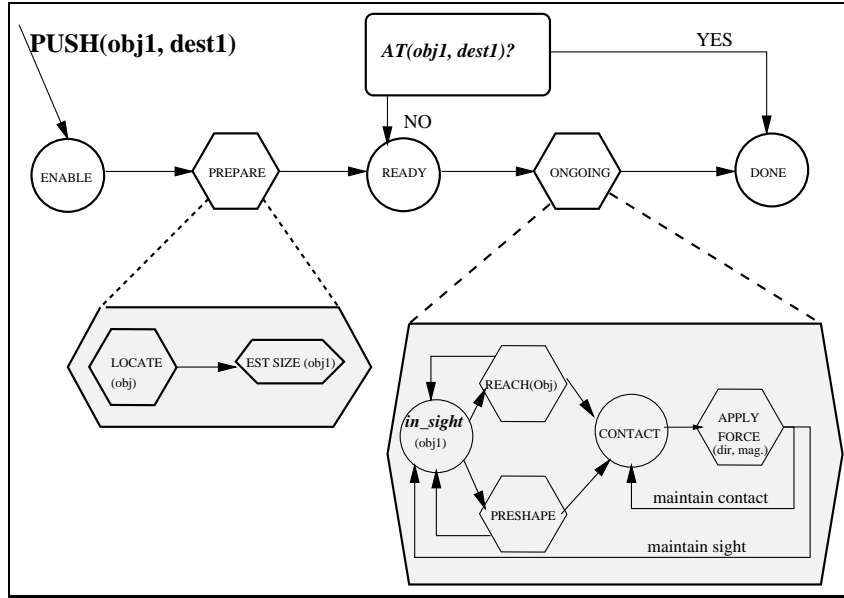 PUSH(obj1, dest1)
AT(obj1, dest1)?
YES
NO
ENABLE
PREPARE
READY
ONGOING
DONE
LOCATE
(obj)
EST SIZE (obj1)
REACH(Obj)
in_sight
(obj1)
CONTACT
APPLY
FORCE
(dir, mag.)
PRESHAPE
maintain contact
maintain sight